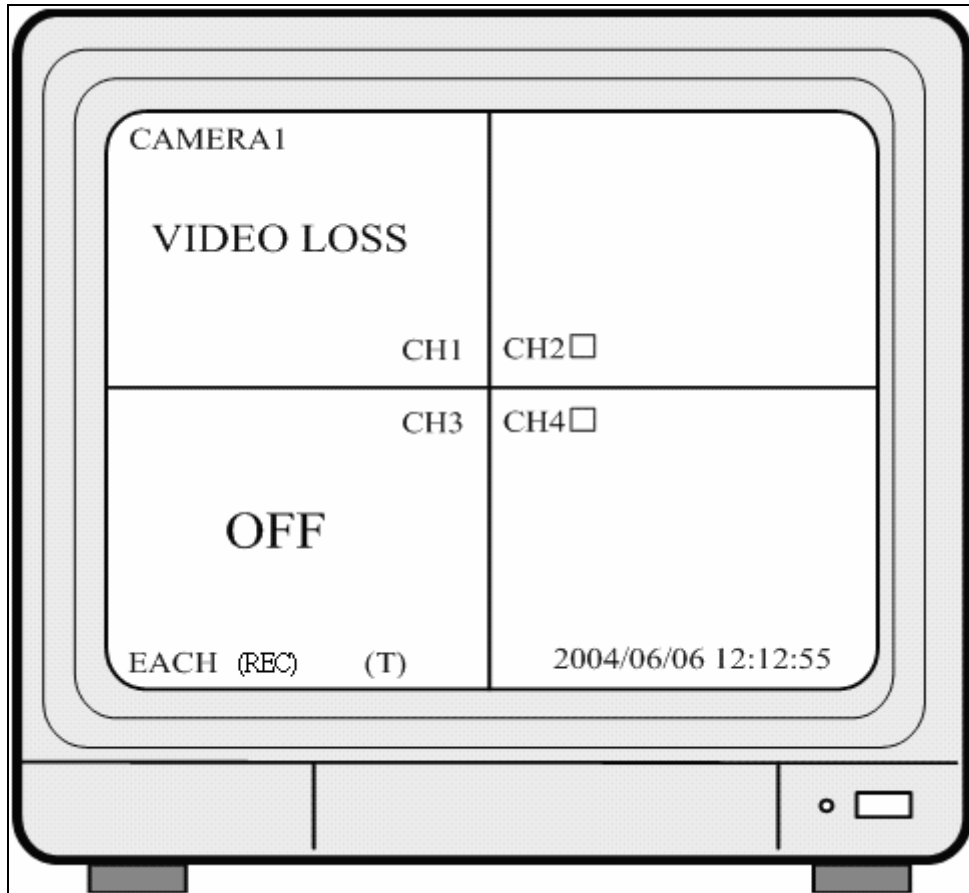 CAMERA1
VIDEO LOSS
CH1
CH2□
CH3
CH4□
OFF
EACH (REC) (T)
2004/06/06 12:12:55